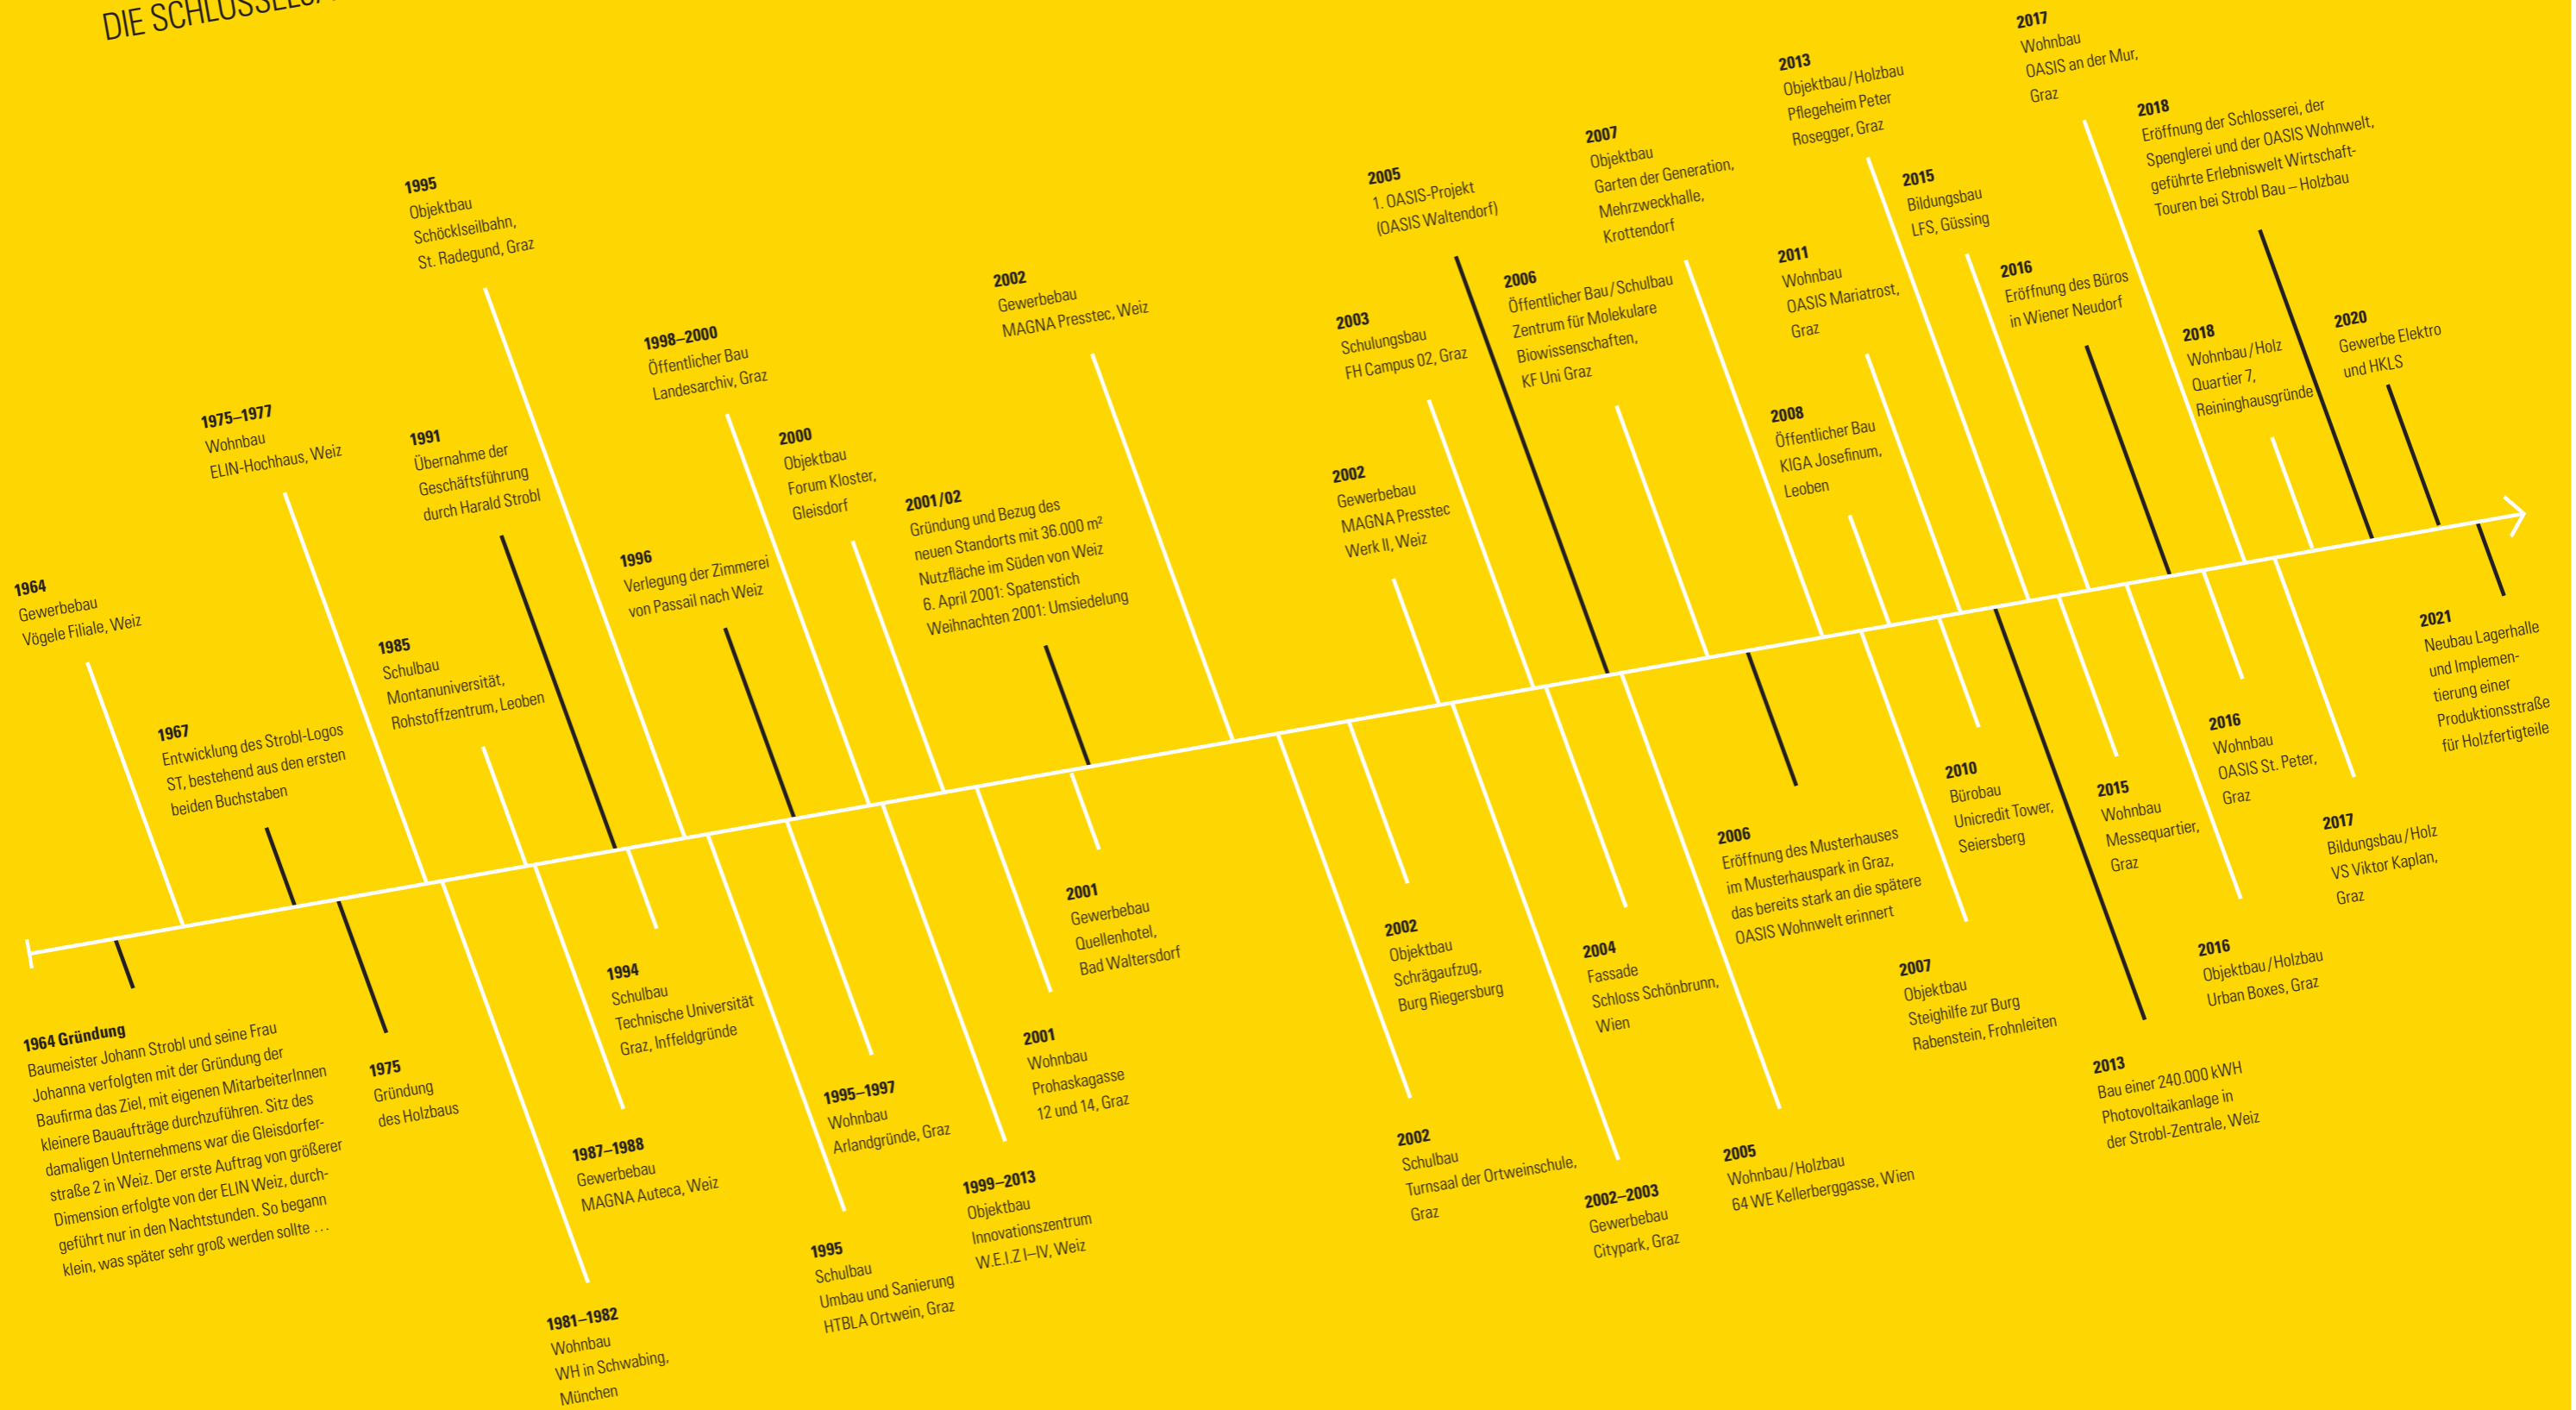 DIE SCHLÜSSELJA
1964
Gewerbebau
Vögele Filiale, Weiz
1967
Entwicklung des Strobl-Logos
ST, bestehend aus den ersten
beiden Buchstaben
1975–1977
Wohnbau
ELIN-Hochhaus, Weiz
1985
Schulbau
Montanuniversität,
Rohstoffzentrum, Leoben
1991
Übernahme der
Geschäftsführung
durch Harald Strobl
1995
Objektbau
Schöcklseilbahn,
St. Radegund, Graz
1996
Verlegung der Zimmerei
von Passail nach Weiz
1998–2000
Öffentlicher Bau
Landesarchiv, Graz
2000
Objektbau
Forum Kloster,
Gleisdorf
2001/02
Gründung und Bezug des
neuen Standorts mit 36.000 m²
Nutzfläche im Süden von Weiz
6. April 2001: Spatenstich
Weihnachten 2001: Umsiedelung
2002
Gewerbebau
MAGNA Presstec, Weiz
2002
Gewerbebau
MAGNA Presstec
Werk II, Weiz
2003
Schulungsbau
FH Campus 02, Graz
2005
1. OASIS-Projekt
(OASIS Waltendorf)
2006
Öffentlicher Bau / Schulbau
Zentrum für Molekulare
Biowissenschaften,
KF Uni Graz
2007
Objektbau
Garten der Generation,
Mehrzweckhalle,
Krottendorf
2008
Öffentlicher Bau
KIGA Josefinum,
Leoben
2011
Wohnbau
OASIS Mariatrost,
Graz
2013
Objektbau / Holzbau
Pflegeheim Peter
Rosegger, Graz
2015
Bildungsbau
LFS, Güssing
2016
Eröffnung des Büros
in Wiener Neudorf
2017
Wohnbau
OASIS an der Mur,
Graz
2018
Wohnbau / Holz
Quartier 7,
Reininghausgründe
2018
Eröffnung der Schlosserei, der
Spenglerei und der OASIS Wohnwelt,
geführte Erlebniswelt Wirtschaft-
Touren bei Strobl Bau – Holzbau
2020
Gewerbe Elektro
und HKLS
1964 Gründung
Baumeister Johann Strobl und seine Frau
Johanna verfolgten mit der Gründung der
Baufirma das Ziel, mit eigenen MitarbeiterInnen
kleinere Bauaufträge durchzuführen. Sitz des
damaligen Unternehmens war die Gleisdorfer-
straße 2 in Weiz. Der erste Auftrag von größerer
Dimension erfolgte von der ELIN Weiz, durch-
geführt nur in den Nachtstunden. So begann
klein, was später sehr groß werden sollte …
1975
Gründung
des Holzbaus
1981–1982
Wohnbau
WH in Schwabing,
München
1987–1988
Gewerbebau
MAGNA Auteca, Weiz
1994
Schulbau
Technische Universität
Graz, Inffeldgründe
1995
Schulbau
Umbau und Sanierung
HTBLA Ortwein, Graz
1995–1997
Wohnbau
Arlandgründe, Graz
1999–2013
Objektbau
Innovationszentrum
W.E.I.Z I–IV, Weiz
2001
Wohnbau
Prohaskagasse
12 und 14, Graz
2001
Gewerbebau
Quellenhotel,
Bad Waltersdorf
2002
Schulbau
Turnsaal der Ortweinschule,
Graz
2002
Objektbau
Schrägaufzug,
Burg Riegersburg
2002–2003
Gewerbebau
Citypark, Graz
2004
Fassade
Schloss Schönbrunn,
Wien
2005
Wohnbau / Holzbau
64 WE Kellerberggasse, Wien
2006
Eröffnung des Musterhauses
im Musterhauspark in Graz,
das bereits stark an die spätere
OASIS Wohnwelt erinnert
2007
Objektbau
Steighilfe zur Burg
Rabenstein, Frohnleiten
2010
Bürobau
Unicredit Tower,
Seiersberg
2013
Bau einer 240.000 kWH
Photovoltaikanlage in
der Strobl-Zentrale, Weiz
2015
Wohnbau
Messequartier,
Graz
2016
Objektbau / Holzbau
Urban Boxes, Graz
2016
Wohnbau
OASIS St. Peter,
Graz
2017
Bildungsbau / Holz
VS Viktor Kaplan,
Graz
2021
Neubau Lagerhalle
und Implemen-
tierung einer
Produktionsstraße
für Holzfertigteile